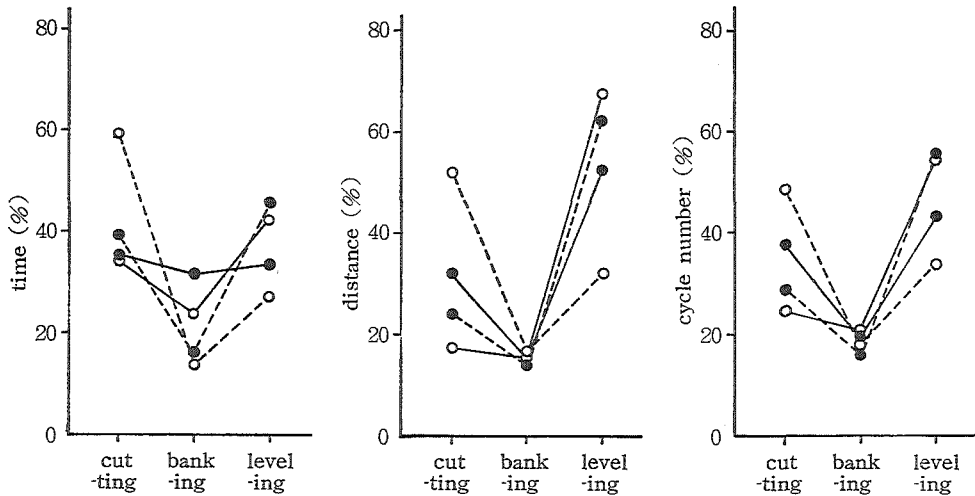 80
60
40
20
0
time (%)
cut
-ting
bank
-ing
level
-ing
80
60
40
20
0
distance (%)
cut
-ting
bank
-ing
level
-ing
80
60
40
20
0
cycle number (%)
cut
-ting
bank
-ing
level
-ing